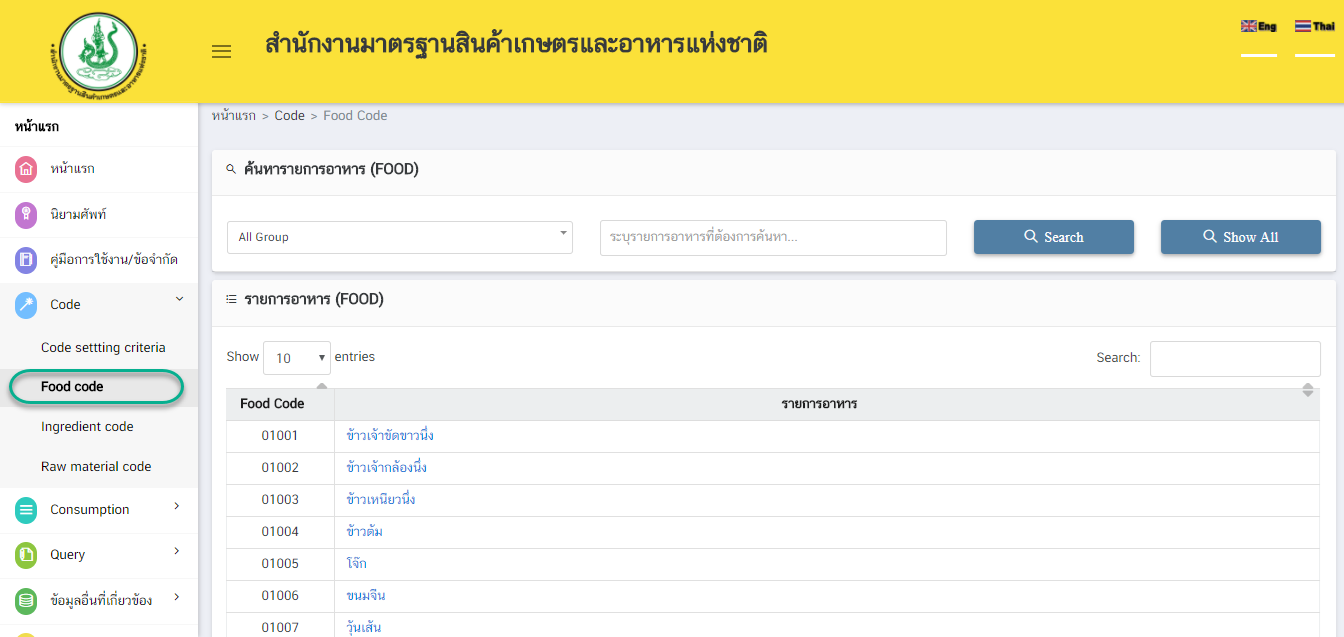 สำนักงานมาตรฐานสินค้าเกษตรและอาหารแห่งชาติ
Eng
Thai
หน้าแรก
หน้าแรก
นิยามศัพท์
คู่มือการใช้งาน/ข้อจำกัด
Code
Code settting criteria
Food code
Ingredient code
Raw material code
Consumption
Query
ข้อมูลอื่นที่เกี่ยวข้อง
หน้าแรก > Code > Food Code
ค้นหารายการอาหาร (FOOD)
All Group
ระบุรายการอาหารที่ต้องการค้นหา...
Search
Show All
รายการอาหาร (FOOD)
Show 10 entries
Search:
Food Code รายการอาหาร
01001 ข้าวเจ้าขัดขาวนึ่ง
01002 ข้าวเจ้ากล้องนึ่ง
01003 ข้าวเหนียวนึ่ง
01004 ข้าวต้ม
01005 โจ๊ก
01006 ขนมจีน
01007 วุ้นเส้น